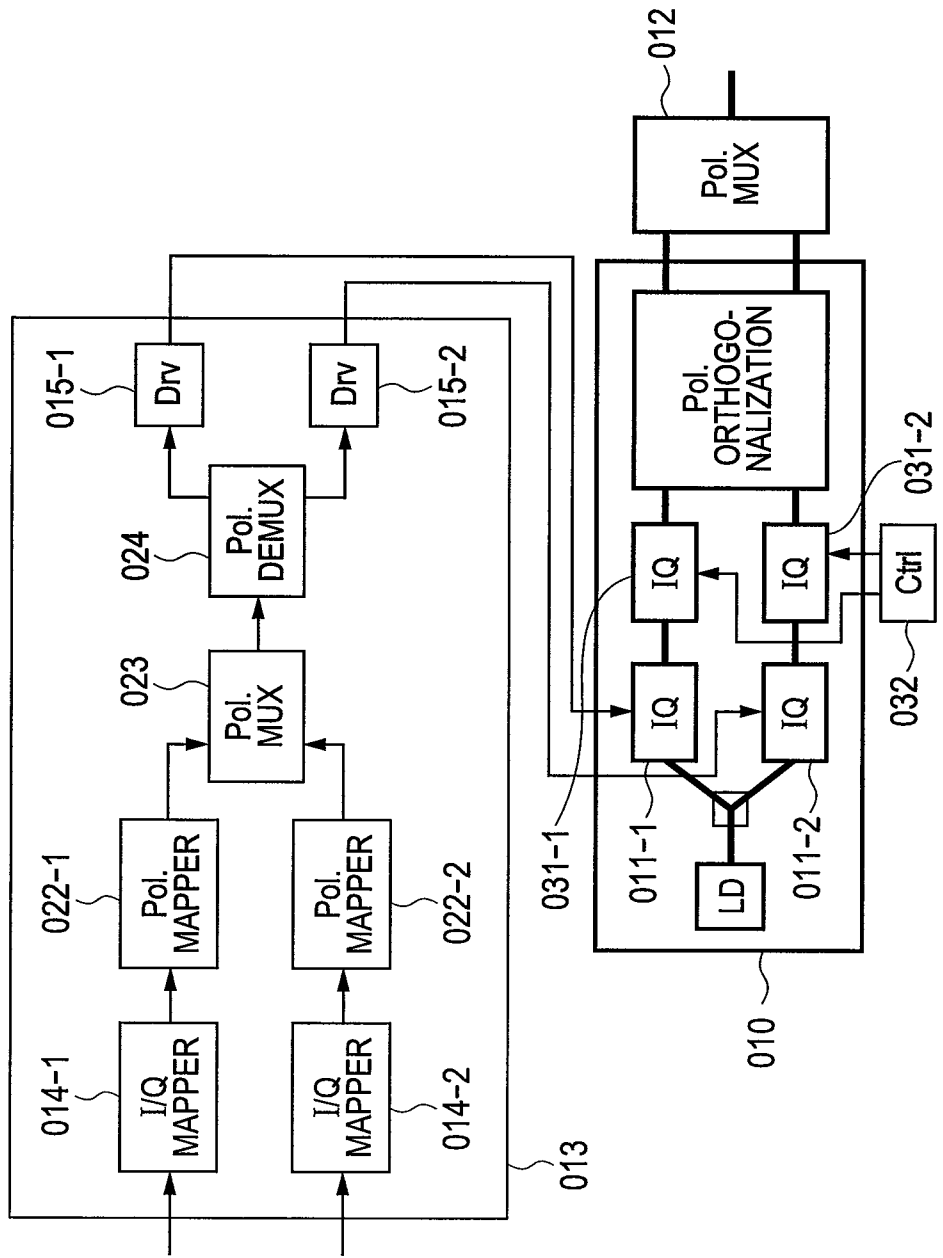 014-1
I/Q
MAPPER
022-1
Pol.
MAPPER
023
Pol.
MUX
024
Pol.
DEMUX
015-1
Drv
014-2
I/Q
MAPPER
022-2
Pol.
MAPPER
015-2
Drv
013
031-1
011-1
IQ
IQ
LD
011-2
IQ
IQ
031-2
Pol.
ORTHOGO-
NALIZATION
Pol.
MUX
012
010
032
Ctrl